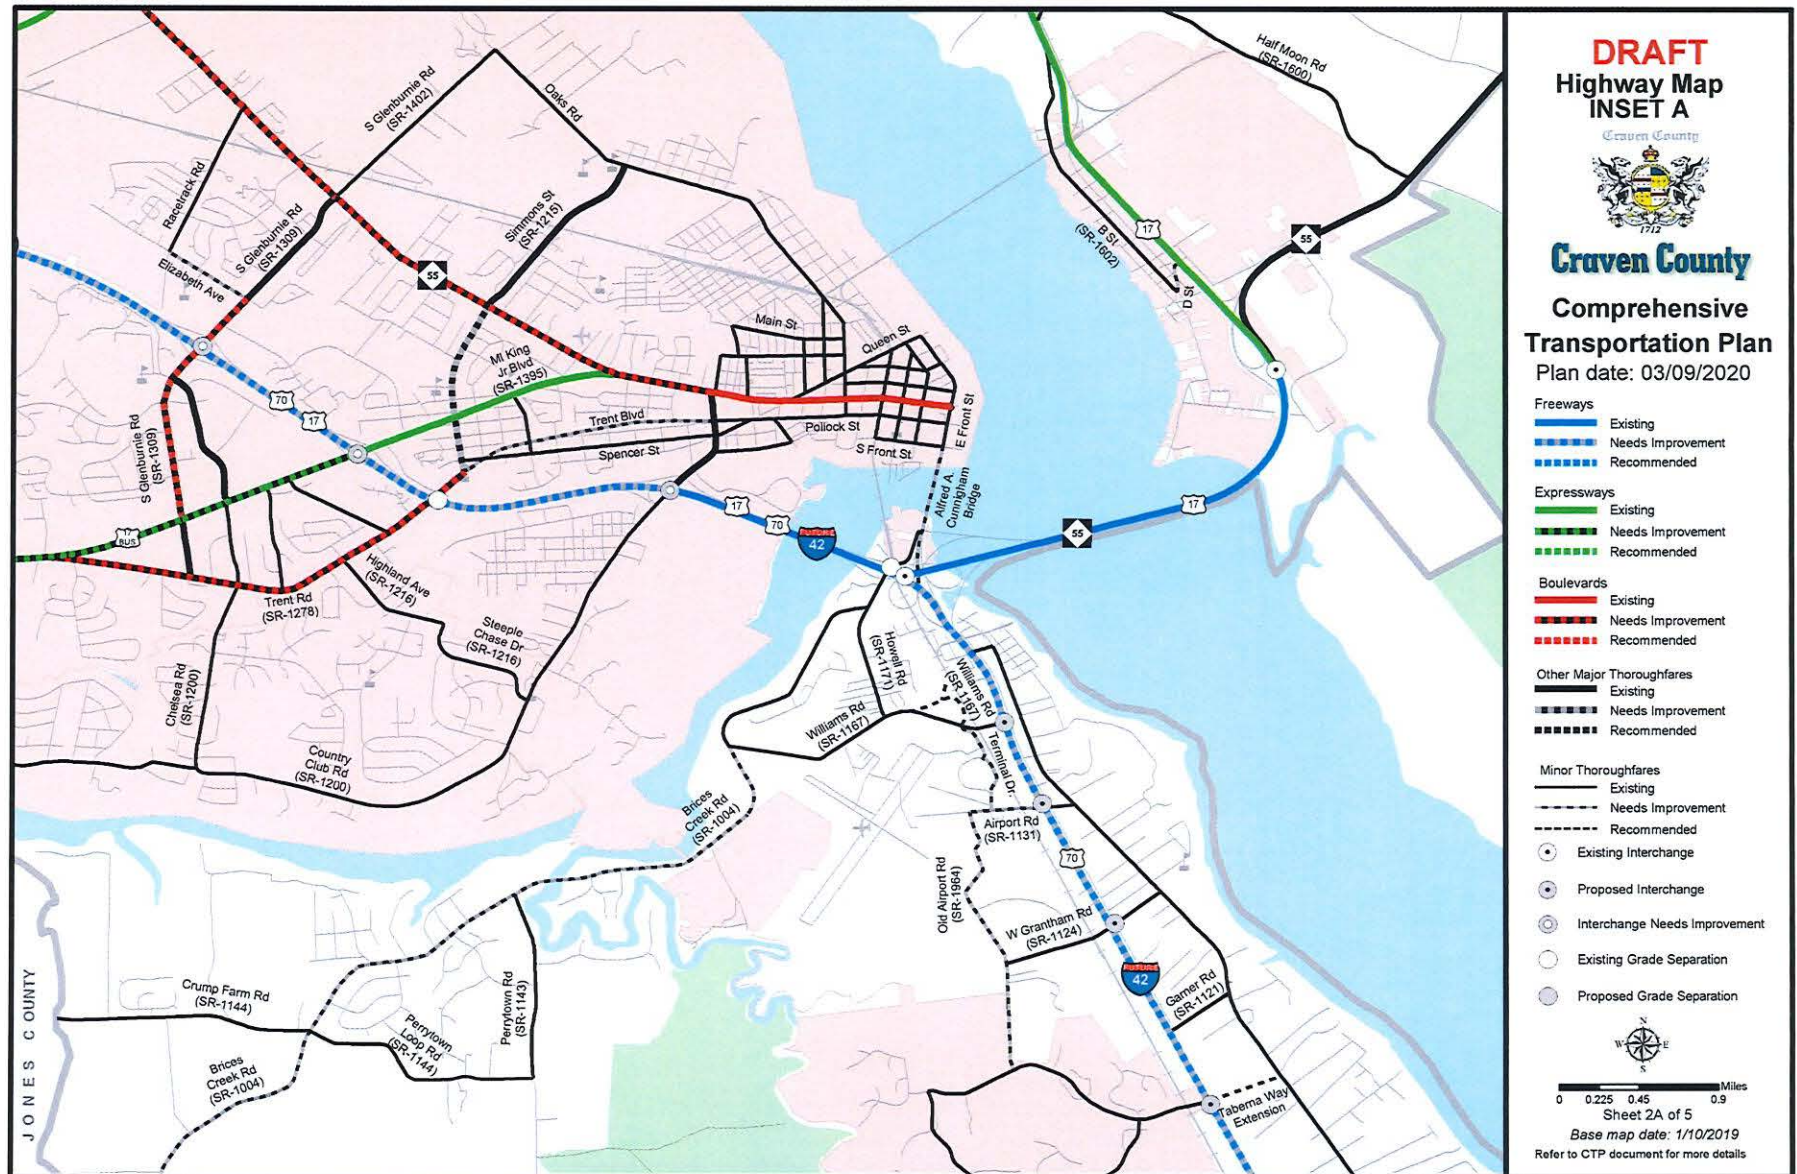 DRAFT
Highway Map
INSET A
Craven County
1712
Craven County
Comprehensive
Transportation Plan
Plan date: 03/09/2020
Freeways
Existing
Needs Improvement
Recommended
Expressways
Existing
Needs Improvement
Recommended
Boulevards
Existing
Needs Improvement
Recommended
Other Major Thoroughfares
Existing
Needs Improvement
Recommended
Minor Thoroughfares
Existing
Needs Improvement
Recommended
Existing Interchange
Proposed Interchange
Interchange Needs Improvement
Existing Grade Separation
Proposed Grade Separation
N
W
E
S
Miles
0
0.225
0.45
0.9
Sheet 2A of 5
Base map date: 1/10/2019
Refer to CTP document for more details
Half Moon Rd
(SR-1600)
S Glenburnie Rd
(SR-1402)
Oaks Rd
Racetrack Rd
S Glenburnie Rd
(SR-1309)
Elizabeth Ave
Simmons St
(SR-1215)
B St
(SR-1602)
D St
17
55
55
Main St
Queen St
Ml King
Jr Blvd
(SR-1395)
70
17
Trent Blvd
Pollock St
Spencer St
S Front St
E Front St
S Glenburnie Rd
(SR-1309)
Alfred A.
Cunnigham
Bridge
17
70
FUTURE
42
17
55
17
BUS
Highland Ave
(SR-1216)
Trent Rd
(SR-1278)
Steeple
Chase Dr
(SR-1216)
Howell Rd
(SR-1171)
Williams Rd
(SR 1167)
Williams Rd
(SR-1167)
Chelsea Rd
(SR-1200)
Country
Club Rd
(SR-1200)
Terminal Dr
Brices
Creek Rd
(SR-1004)
Airport Rd
(SR-1131)
70
Old Airport Rd
(SR-1964)
W Grantham Rd
(SR-1124)
FUTURE
42
Garner Rd
(SR-1121)
Crump Farm Rd
(SR-1144)
Perrytown
Loop Rd
(SR-1144)
Perrytown Rd
(SR-1143)
Brices
Creek Rd
(SR-1004)
Taberna Way
Extension
JONES COUNTY